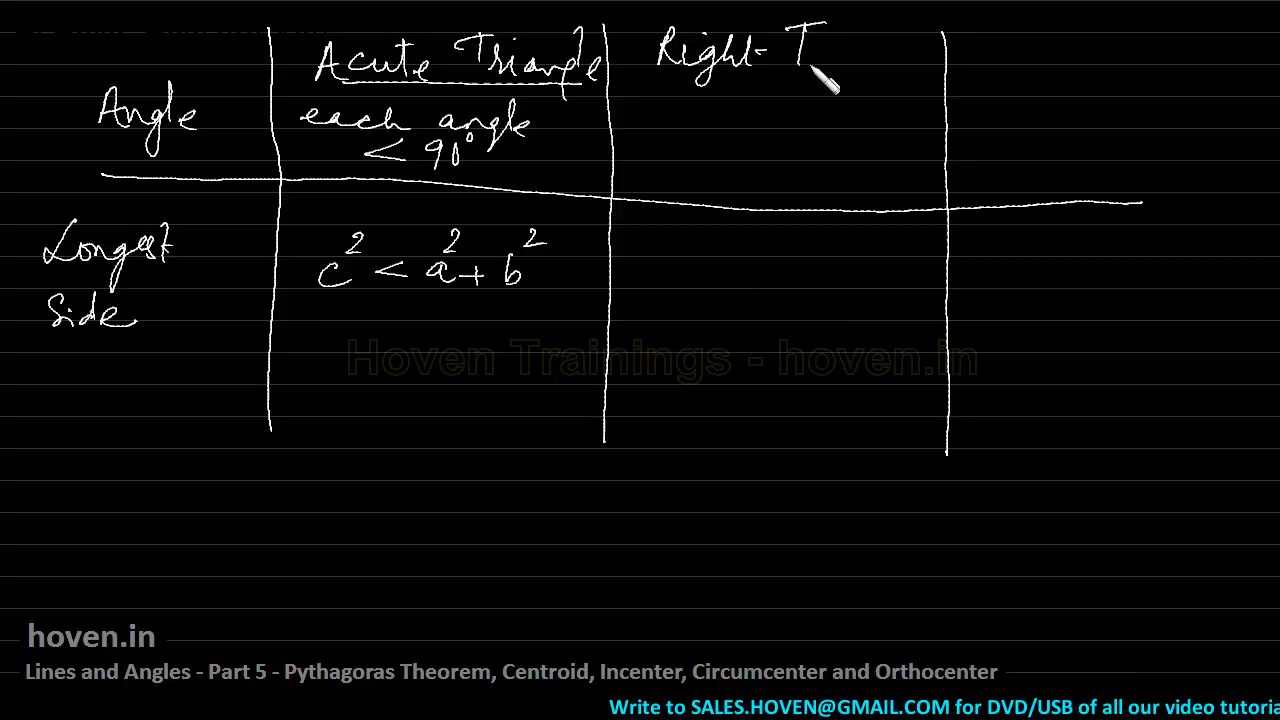 Acute Triangle
Right- T
Angle
each angle
< 90°
Longest
Side
c² < a² + b²
Hoven Trainings - hoven.in
hoven.in
Lines and Angles - Part 5 - Pythagoras Theorem, Centroid, Incenter, Circumcenter and Orthocenter
Write to SALES.HOVEN@GMAIL.COM for DVD/USB of all our video tutoria